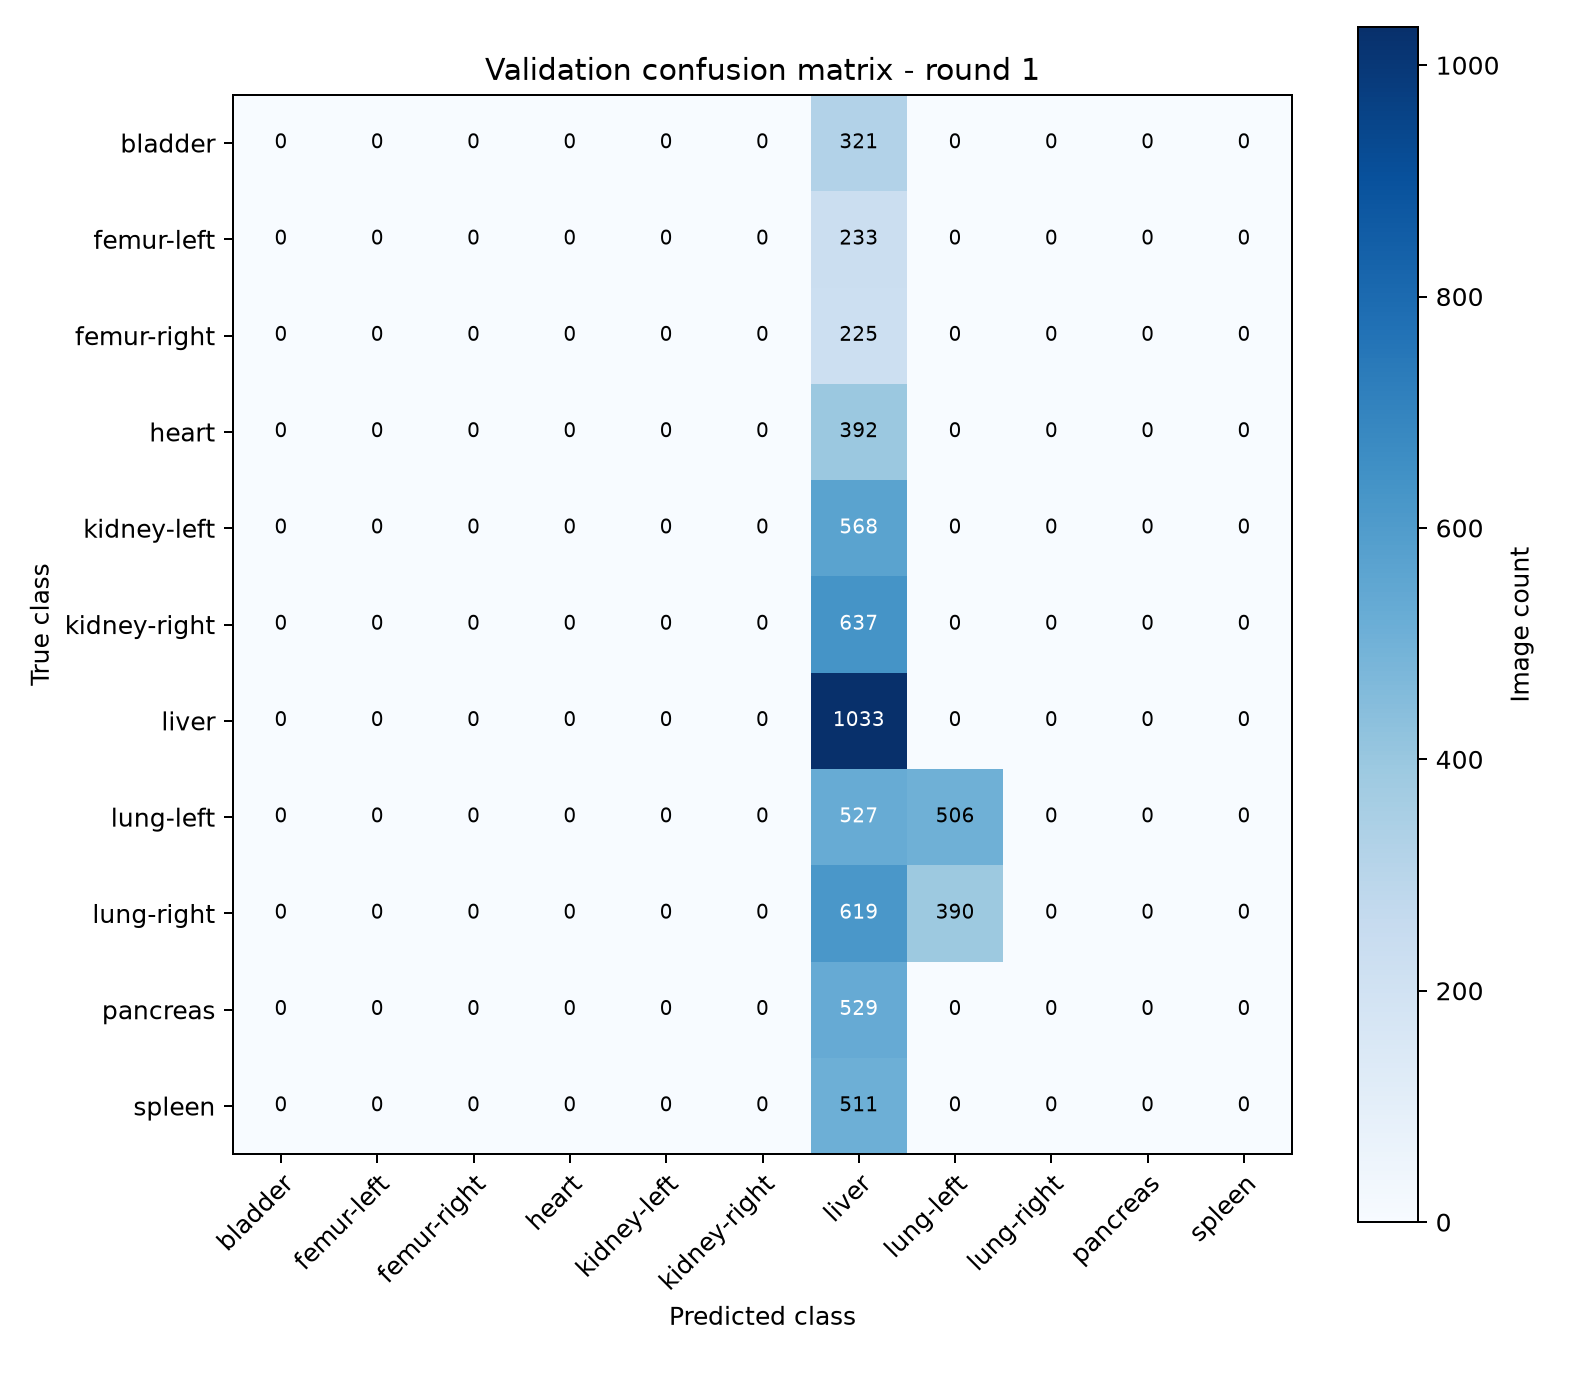 Validation confusion matrix - round 1
True class
bladder 0 0 0 0 0 0 321 0 0 0 0
femur-left 0 0 0 0 0 0 233 0 0 0 0
femur-right 0 0 0 0 0 0 225 0 0 0 0
heart 0 0 0 0 0 0 392 0 0 0 0
kidney-left 0 0 0 0 0 0 568 0 0 0 0
kidney-right 0 0 0 0 0 0 637 0 0 0 0
liver 0 0 0 0 0 0 1033 0 0 0 0
lung-left 0 0 0 0 0 0 527 506 0 0 0
lung-right 0 0 0 0 0 0 619 390 0 0 0
pancreas 0 0 0 0 0 0 529 0 0 0 0
spleen 0 0 0 0 0 0 511 0 0 0 0
bladder femur-left femur-right heart kidney-left kidney-right liver lung-left lung-right pancreas spleen
Predicted class
1000
800
600
400
200
0
Image count